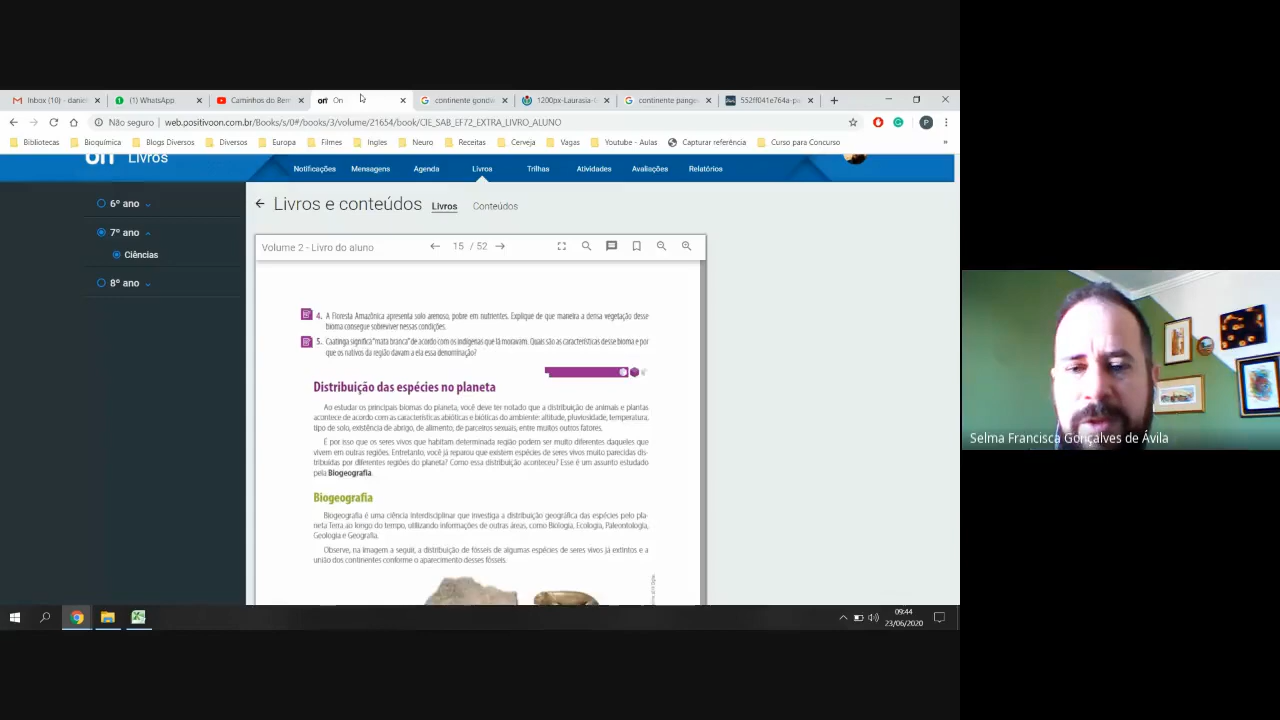 Inbox (10) - danie
(1) WhatsApp
Caminhos do Berr
on
On
continente gondw
1200px-Laurasia-G
continente pange
552ff041e764a-pa
Não seguro
web.positivoon.com.br/Books/s/0#/books/3/volume/21654/book/CIE_SAB_EF72_EXTRA_LIVRO_ALUNO
P
Bibliotecas
Bioquímica
Blogs Diversos
Diversos
Europa
Filmes
Ingles
Neuro
Receitas
Cerveja
Vagas
Youtube - Aulas
Capturar referência
Curso para Concurso
on
Livros
Notificações
Mensagens
Agenda
Livros
Trilhas
Atividades
Avaliações
Relatórios
6º ano
7º ano
Ciências
8º ano
Livros e conteúdos
Livros
Conteúdos
Volume 2 - Livro do aluno
15 / 52
4. A Floresta Amazônica apresenta solo arenoso, pobre em nutrientes. Explique de que maneira a densa vegetação desse
bioma consegue sobreviver nessas condições.
5. Caatinga significa "mata branca" de acordo com os indígenas que lá moravam. Quais são as características desse bioma e por
que os nativos da região davam a ela essa denominação?
Distribuição das espécies no planeta
Ao estudar os principais biomas do planeta, você deve ter notado que a distribuição de animais e plantas
acontece de acordo com as características abióticas e bióticas do ambiente: altitude, pluviosidade, temperatura,
tipo de solo, existência de abrigo, de alimento, de parceiros sexuais, entre muitos outros fatores.
É por isso que os seres vivos que habitam determinada região podem ser muito diferentes daqueles que
vivem em outras regiões. Entretanto, você já reparou que existem espécies de seres vivos muito parecidas dis-
tribuídas por diferentes regiões do planeta? Como essa distribuição aconteceu? Esse é um assunto estudado
pela Biogeografia.
Biogeografia
Biogeografia é uma ciência interdisciplinar que investiga a distribuição geográfica das espécies pelo pla-
neta Terra ao longo do tempo, utilizando informações de outras áreas, como Biologia, Ecologia, Paleontologia,
Geologia e Geografia.
Observe, na imagem a seguir, a distribuição de fósseis de algumas espécies de seres vivos já extintos e a
união dos continentes conforme o aparecimento desses fósseis.
09:44
23/06/2020
Selma Francisca Gonçalves de Ávila